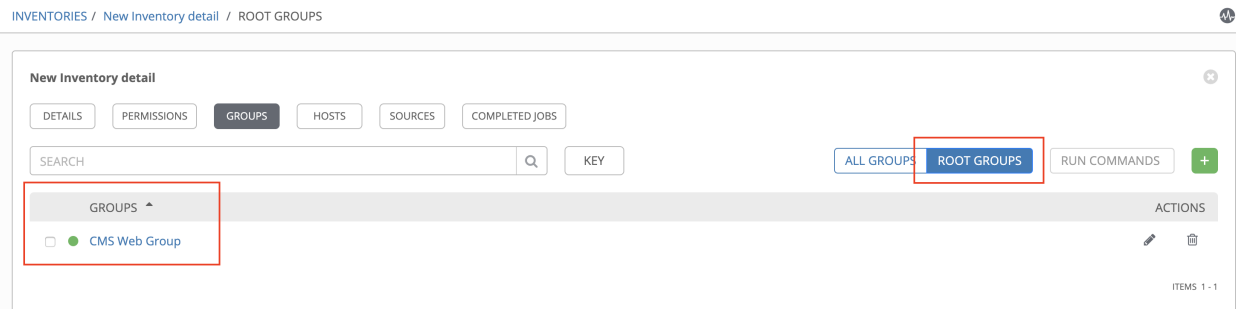 INVENTORIES / New Inventory detail / ROOT GROUPS
New Inventory detail
DETAILS PERMISSIONS GROUPS HOSTS SOURCES COMPLETED JOBS
SEARCH KEY ALL GROUPS ROOT GROUPS RUN COMMANDS +
GROUPS ACTIONS
CMS Web Group
ITEMS 1 - 1